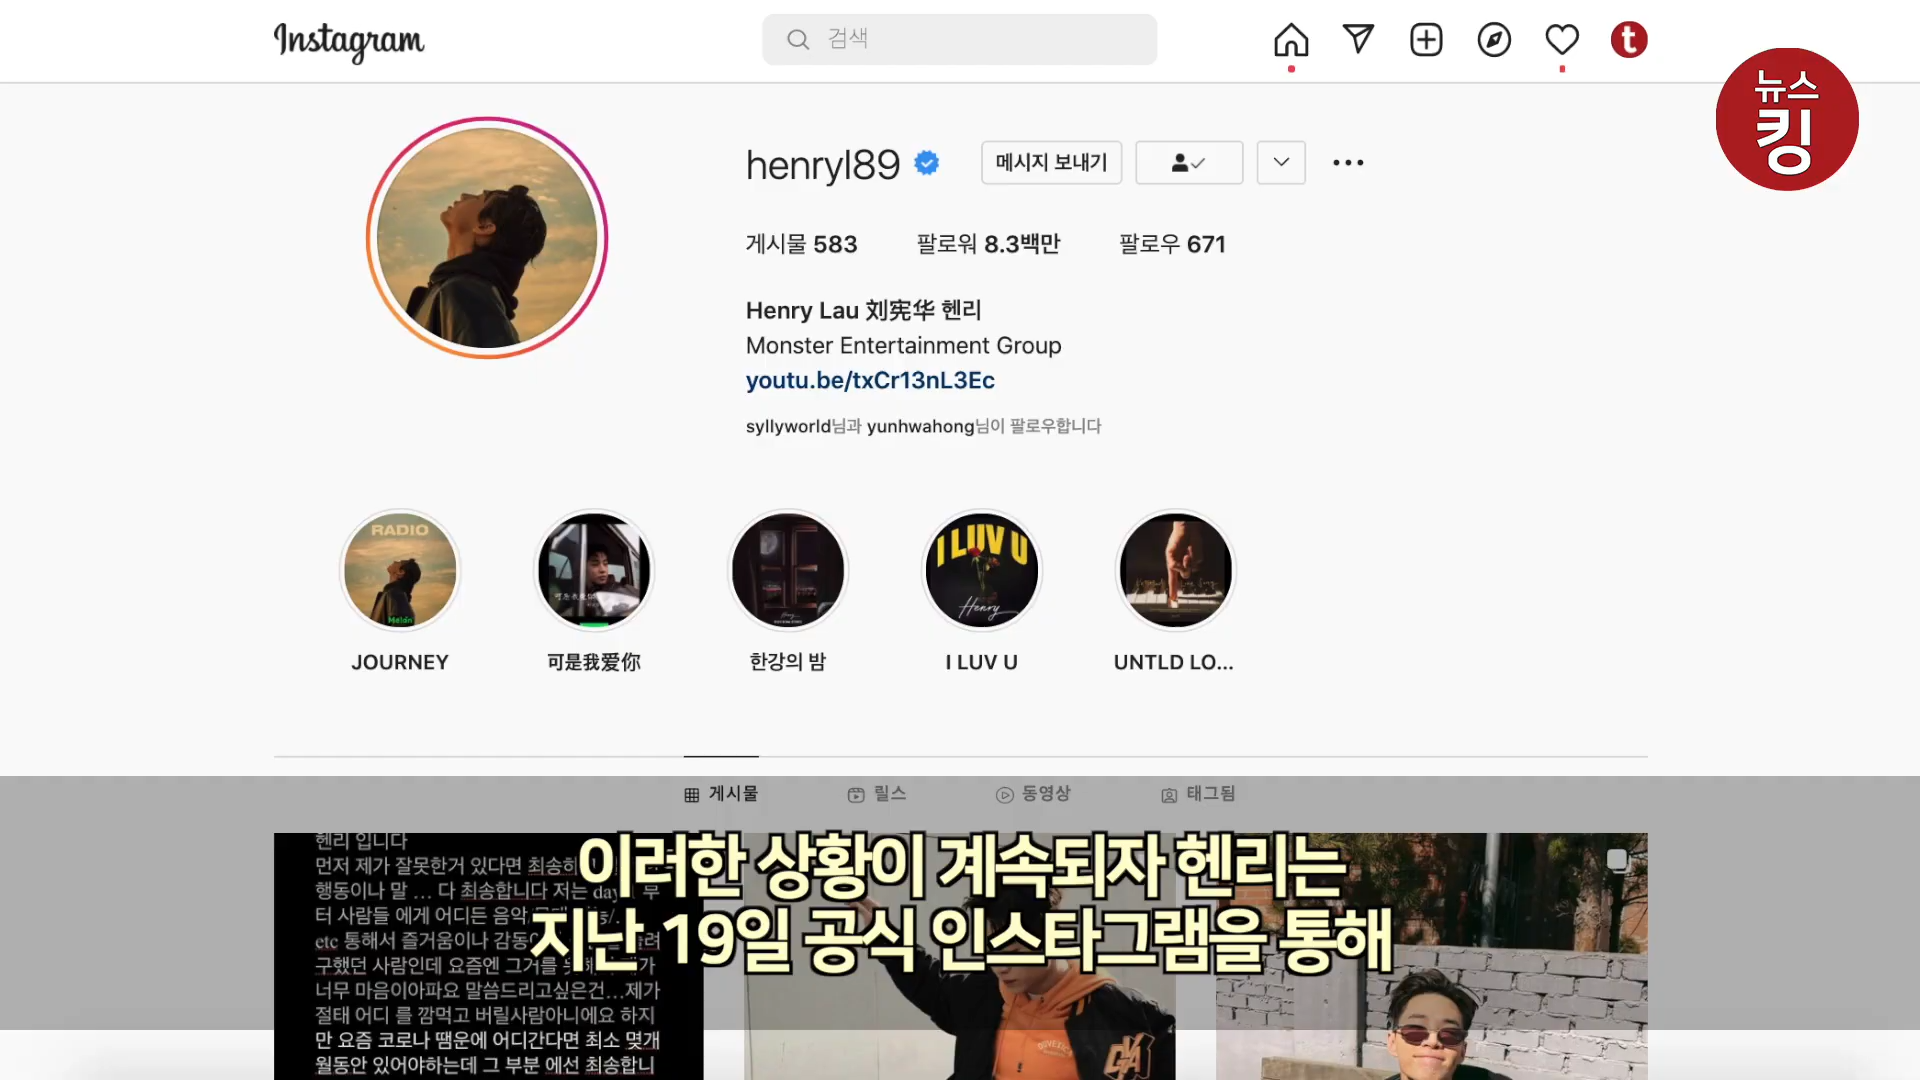 Instagram
검색
t
뉴스
킹
henryl89
메시지 보내기
게시물 583 팔로워 8.3백만 팔로우 671
Henry Lau 刘宪华 헨리
Monster Entertainment Group
youtu.be/txCr13nL3Ec
syllyworld님과 yunhwahong님이 팔로우합니다
RADIO
Melon
可是我爱你
Henry
I LUV U
Henry
JOURNEY
可是我爱你
한강의 밤
I LUV U
UNTLD LO...
게시물 릴스 동영상 태그됨
이러한 상황이 계속되자 헨리는
지난 19일 공식 인스타그램을 통해
헨리 입니다
먼저 제가 잘못한거 있다면 최송하
행동이나 말 ... 다 최송합니다 저는 day 1 부
터 사람들 에게 어디든 음악
etc 통해서 즐거움이나 감동
구했던 사람인데 요즘엔 그거를 못
너무 마음이아파요 말씀드리고싶은건...제가
절태 어디 를 깜먹고 버릴사람아니에요 하지
만 요즘 코로나 땜운에 어디간다면 최소 몇개
월동안 있어야하는데 그 부분 에선 최송합니